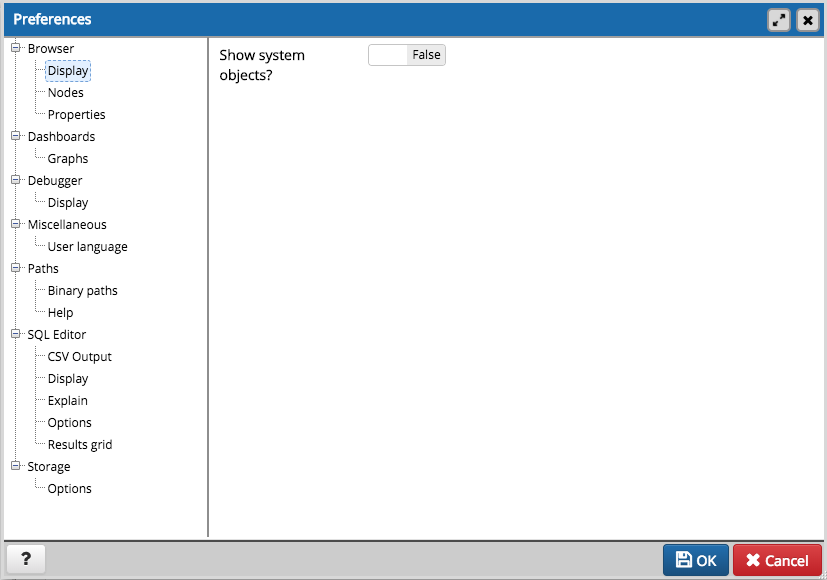 Preferences
Browser
Display
Nodes
Properties
Dashboards
Graphs
Debugger
Display
Miscellaneous
User language
Paths
Binary paths
Help
SQL Editor
CSV Output
Display
Explain
Options
Results grid
Storage
Options
Show system
objects?
False
?
OK
Cancel